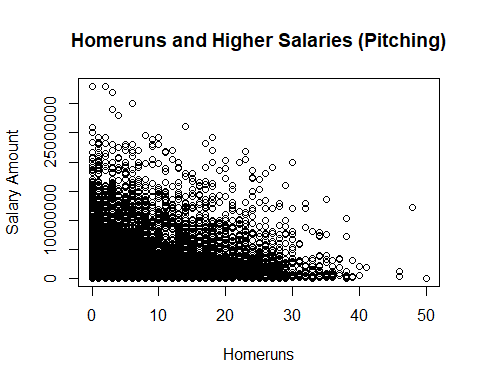 Homeruns and Higher Salaries (Pitching)
Salary Amount
0
10000000
25000000
0 10 20 30 40 50
Homeruns